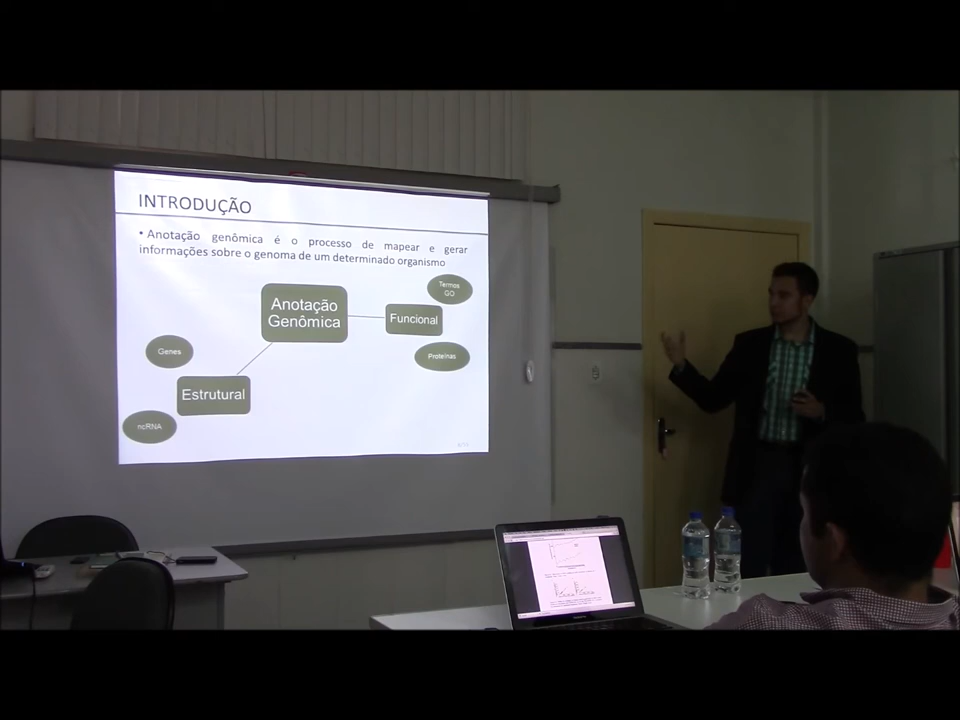 INTRODUÇÃO
• Anotação genômica é o processo de mapear e gerar
informações sobre o genoma de um determinado organismo
Termos
GO
Anotação
Genômica
Funcional
Genes
Proteínas
Estrutural
ncRNA